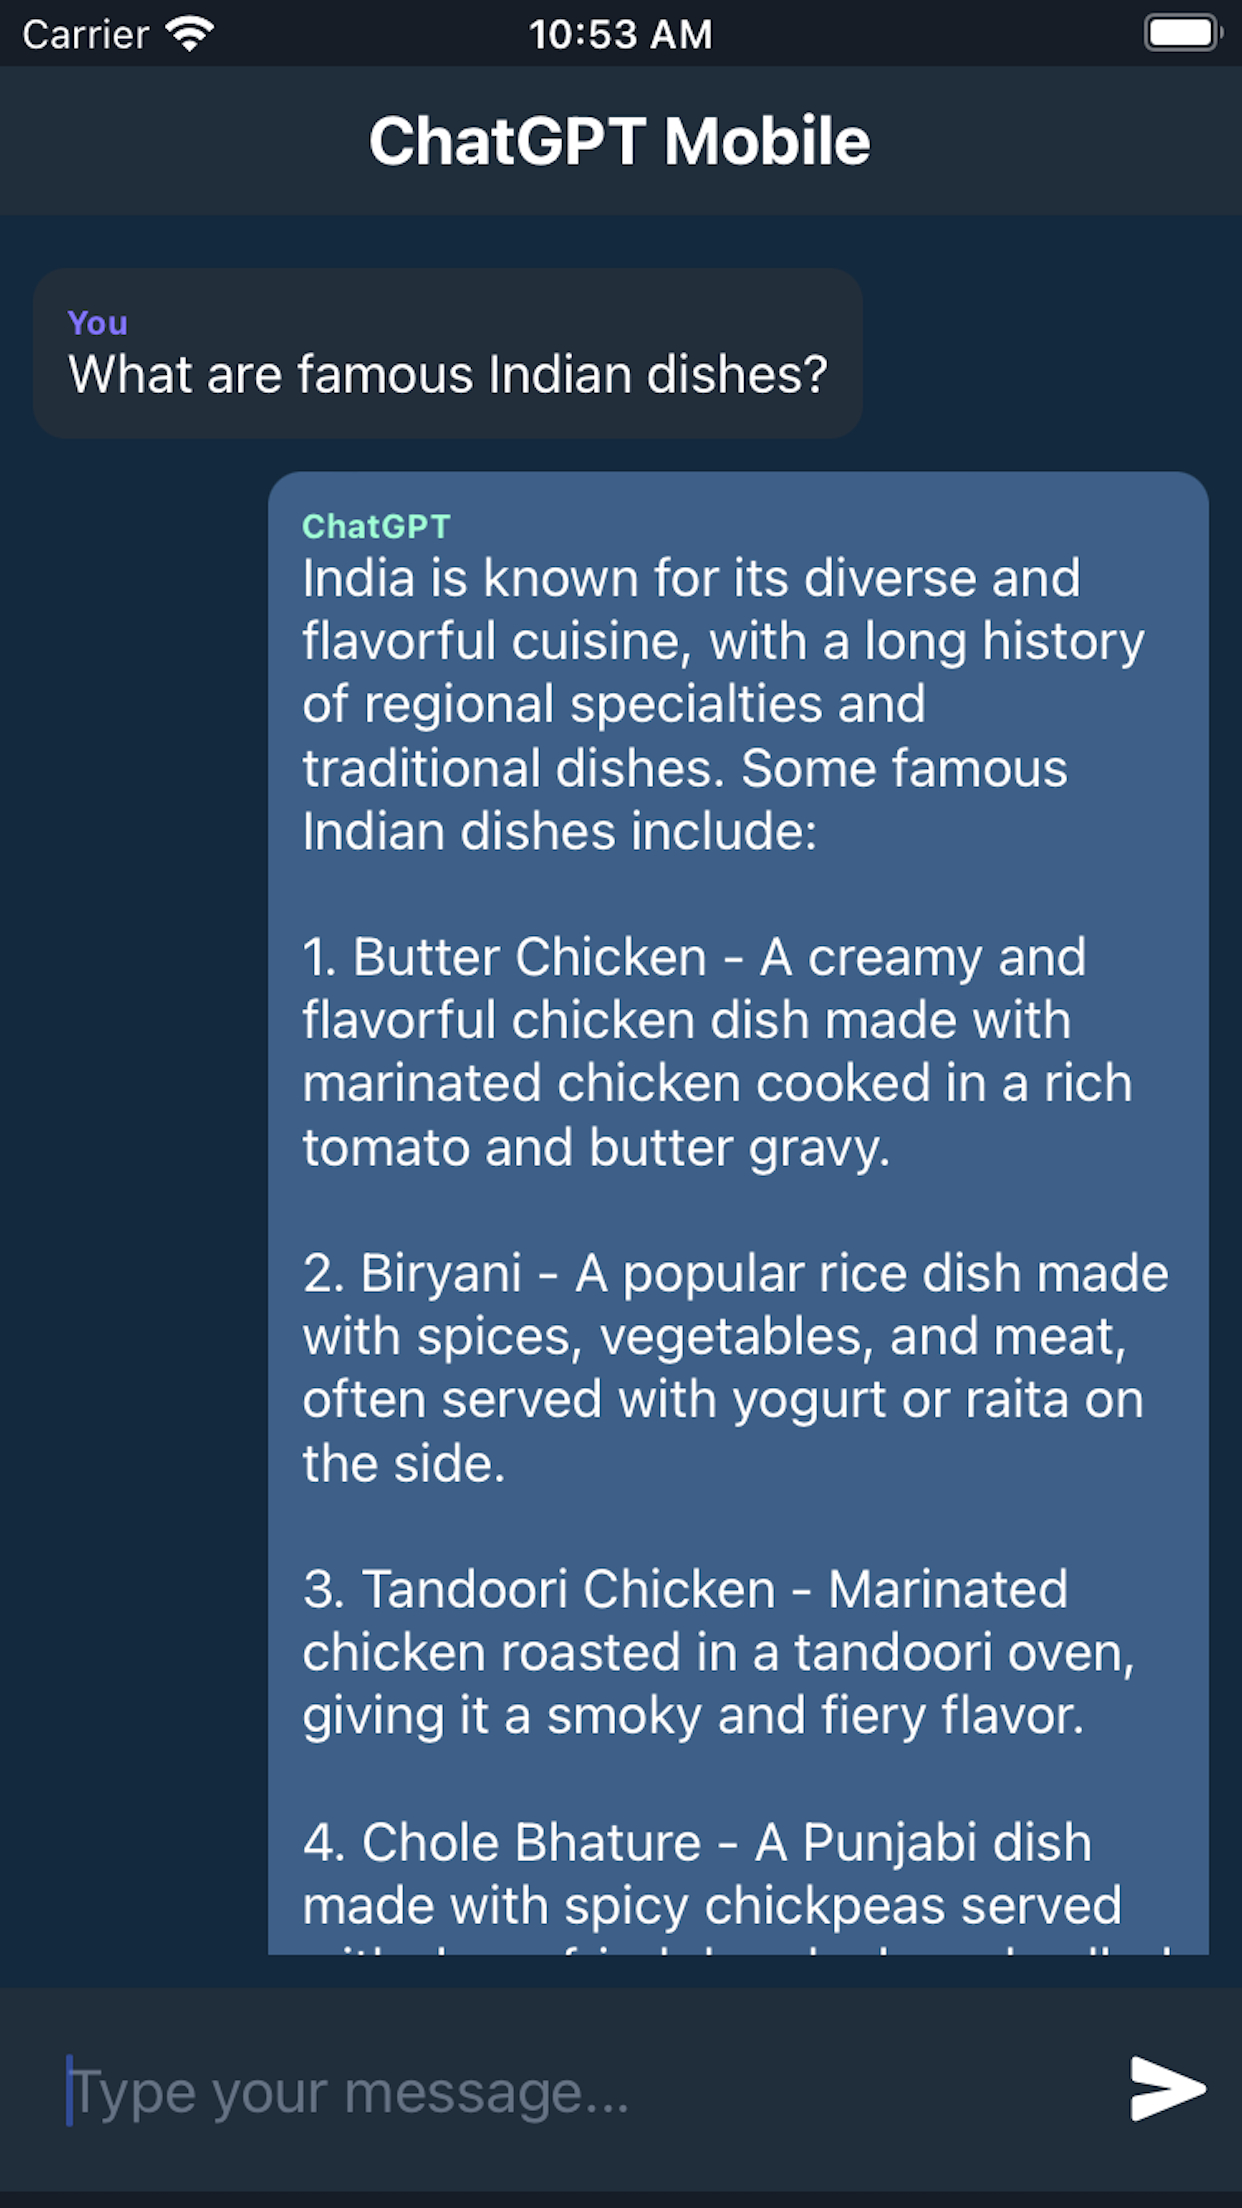 Carrier
10:53 AM
ChatGPT Mobile
You
What are famous Indian dishes?
ChatGPT
India is known for its diverse and
flavorful cuisine, with a long history
of regional specialties and
traditional dishes. Some famous
Indian dishes include:
1. Butter Chicken - A creamy and
flavorful chicken dish made with
marinated chicken cooked in a rich
tomato and butter gravy.
2. Biryani - A popular rice dish made
with spices, vegetables, and meat,
often served with yogurt or raita on
the side.
3. Tandoori Chicken - Marinated
chicken roasted in a tandoori oven,
giving it a smoky and fiery flavor.
4. Chole Bhature - A Punjabi dish
made with spicy chickpeas served
Type your message...